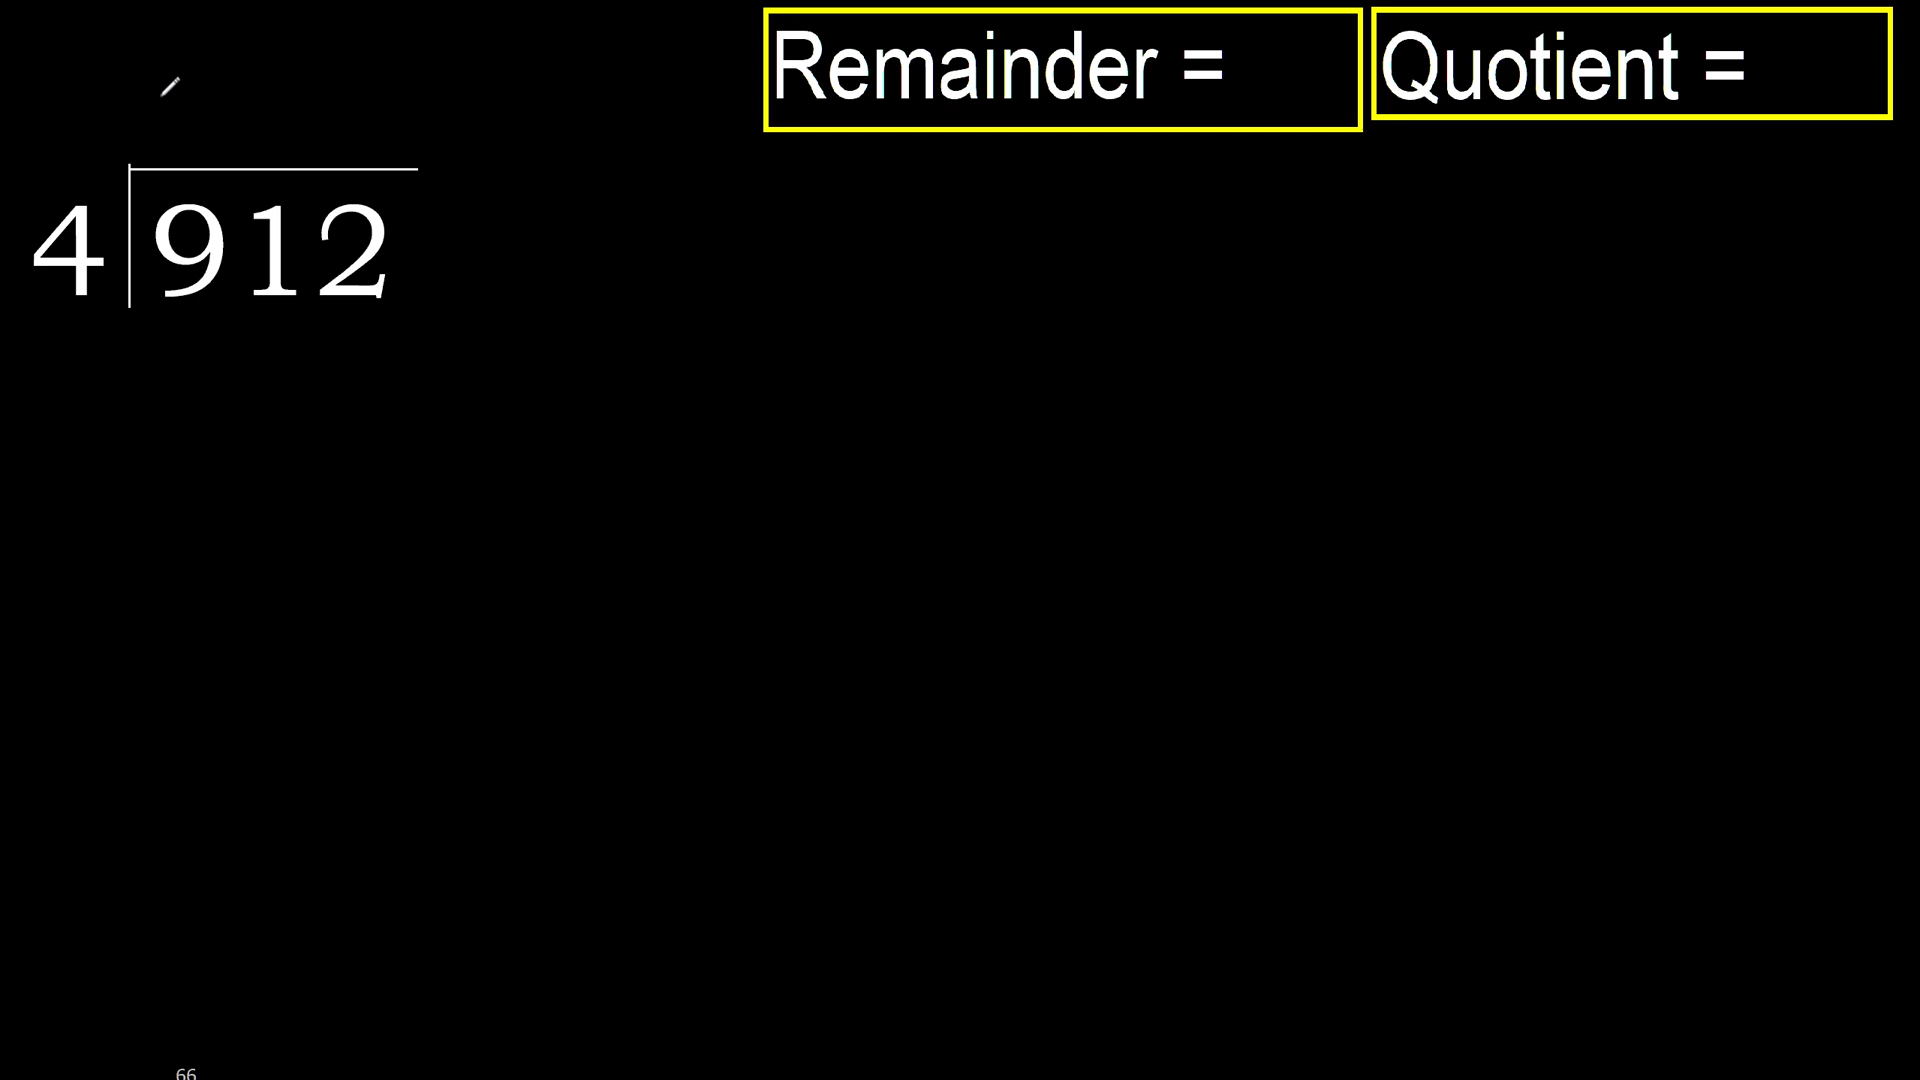 Remainder = Quotient =
4 912
66